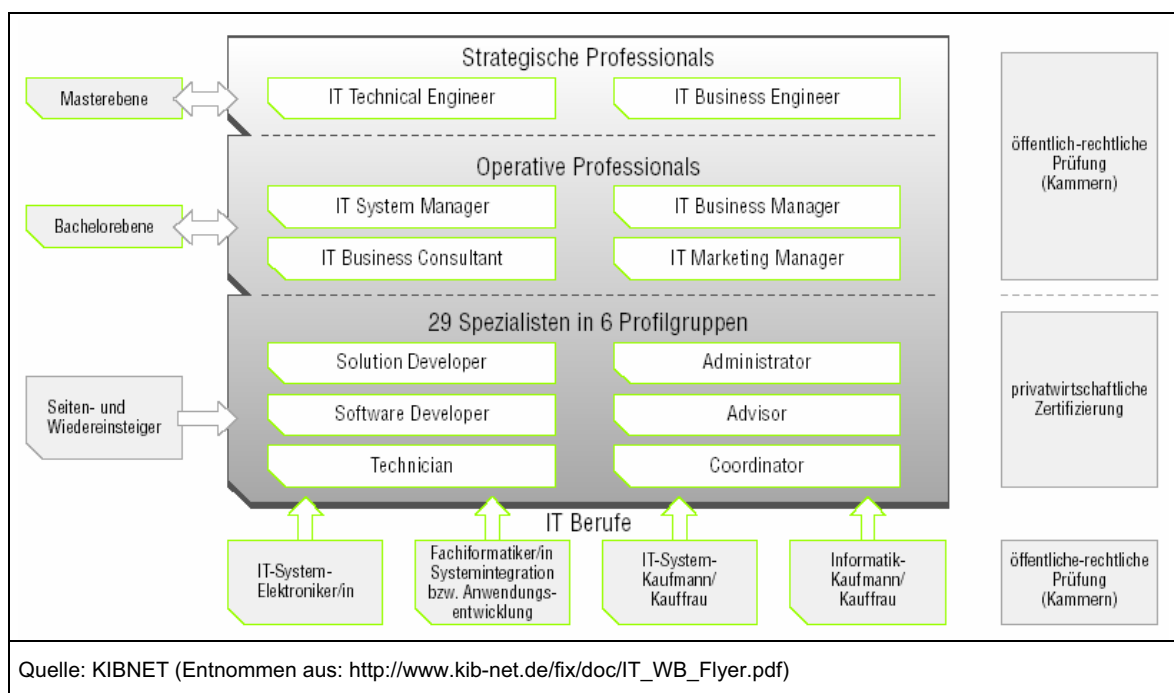 Strategische Professionals
Masterebene
IT Technical Engineer
IT Business Engineer
öffentlich-rechtliche
Prüfung
(Kammern)
Operative Professionals
Bachelorebene
IT System Manager
IT Business Manager
IT Business Consultant
IT Marketing Manager
29 Spezialisten in 6 Profilgruppen
Solution Developer
Administrator
Seiten- und
Wiedereinsteiger
Software Developer
Advisor
privatwirtschaftliche
Zertifizierung
Technician
Coordinator
IT Berufe
IT-System-
Elektroniker/in
Fachiformatiker/in
Systemintegration
bzw. Anwendungs-
entwicklung
IT-System-
Kaufmann/
Kauffrau
Informatik-
Kaufmann/
Kauffrau
öffentliche-rechtliche
Prüfung
(Kammern)
Quelle: KIBNET (Entnommen aus: http://www.kib-net.de/fix/doc/IT_WB_Flyer.pdf)